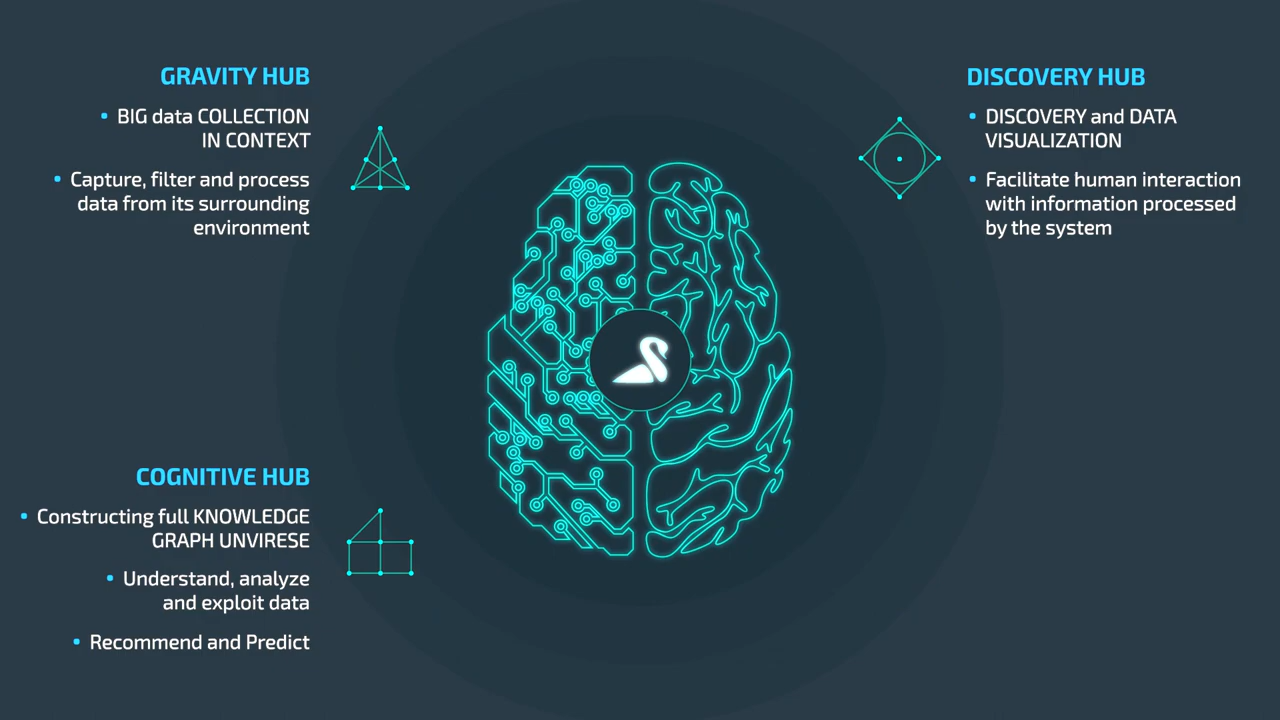 GRAVITY HUB
• BIG data COLLECTION
IN CONTEXT
• Capture, filter and process
data from its surrounding
environment
DISCOVERY HUB
• DISCOVERY and DATA
VISUALIZATION
• Facilitate human interaction
with information processed
by the system
COGNITIVE HUB
• Constructing full KNOWLEDGE
GRAPH UNVIRESE
• Understand, analyze
and exploit data
• Recommend and Predict